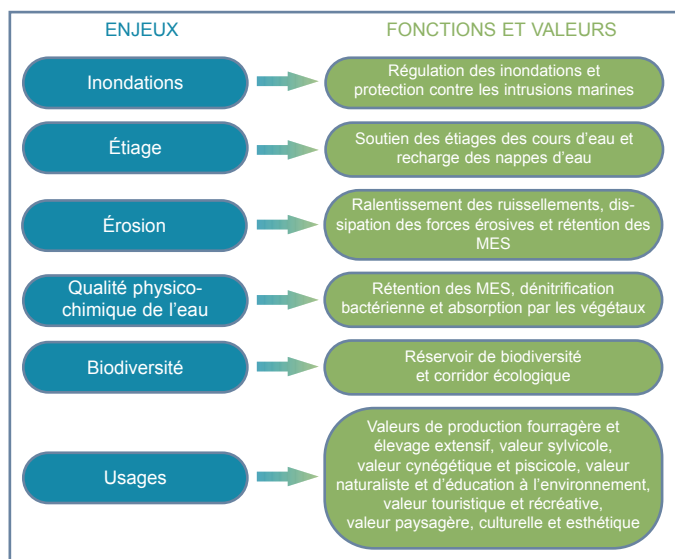 ENJEUX
FONCTIONS ET VALEURS
Inondations
Régulation des inondations et
protection contre les intrusions marines
Étiage
Soutien des étiages des cours d'eau et
recharge des nappes d'eau
Érosion
Ralentissement des ruissellements, dis-
sipation des forces érosives et rétention des
MES
Qualité physico-
chimique de l'eau
Rétention des MES, dénitrification
bactérienne et absorption par les végétaux
Biodiversité
Réservoir de biodiversité
et corridor écologique
Usages
Valeurs de production fourragère et
élevage extensif, valeur sylvicole,
valeur cynégétique et piscicole, valeur
naturaliste et d'éducation à l'environnement,
valeur touristique et récréative,
valeur paysagère, culturelle et esthétique